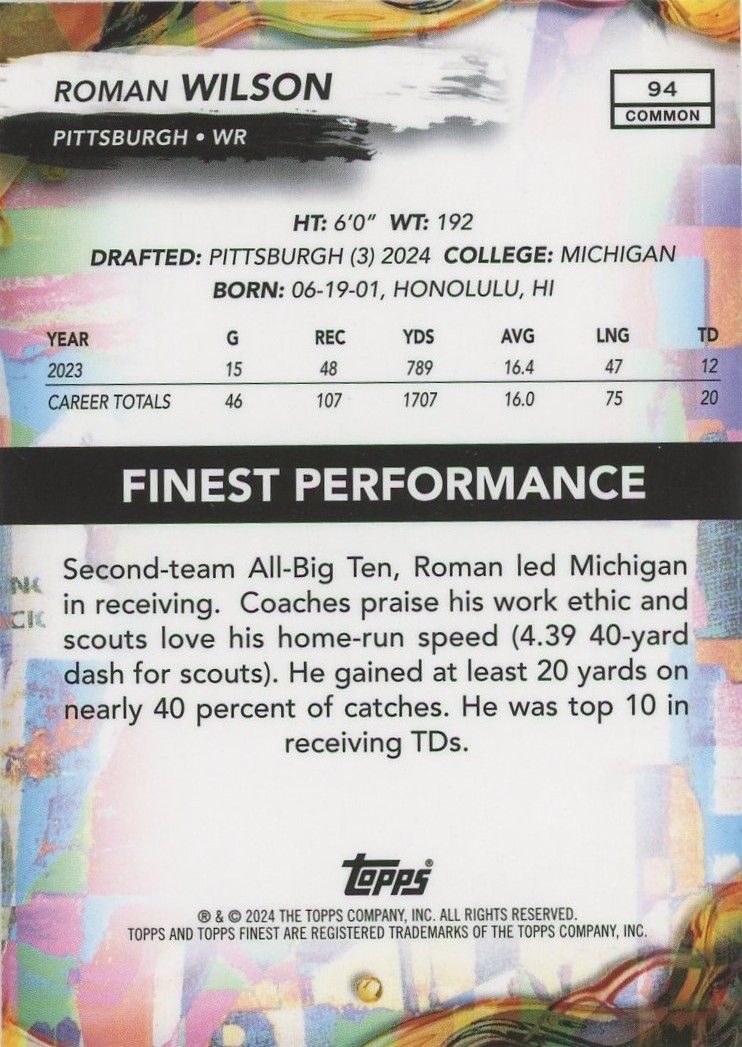 ROMAN WILSON
94
COMMON
PITTSBURGH • WR
HT: 6'0" WT: 192
DRAFTED: PITTSBURGH (3) 2024 COLLEGE: MICHIGAN
BORN: 06-19-01, HONOLULU, HI
YEAR G REC YDS AVG LNG TD
2023 15 48 789 16.4 47 12
CAREER TOTALS 46 107 1707 16.0 75 20
FINEST PERFORMANCE
Second-team All-Big Ten, Roman led Michigan
in receiving. Coaches praise his work ethic and
scouts love his home-run speed (4.39 40-yard
dash for scouts). He gained at least 20 yards on
nearly 40 percent of catches. He was top 10 in
receiving TDs.
topps®
® & © 2024 THE TOPPS COMPANY, INC. ALL RIGHTS RESERVED.
TOPPS AND TOPPS FINEST ARE REGISTERED TRADEMARKS OF THE TOPPS COMPANY, INC.